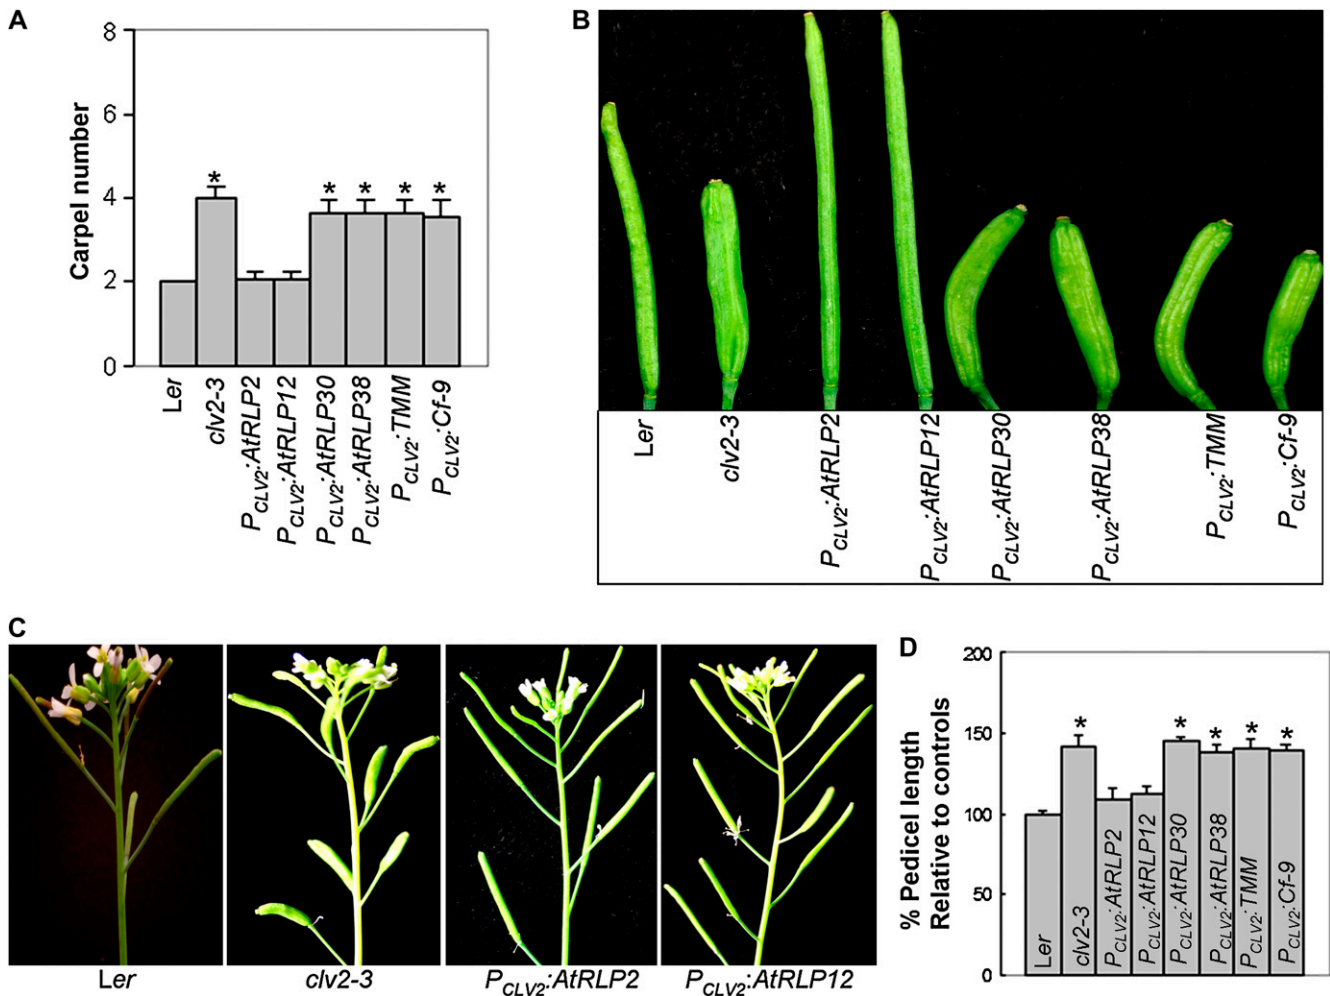 A
8
6
4
2
0
Carpel number
*
*
*
*
*
Ler
clv2-3
PCLV2:AtRLP2
PCLV2:AtRLP12
PCLV2:AtRLP30
PCLV2:AtRLP38
PCLV2:TMM
PCLV2:Cf-9
B
Ler
clv2-3
PCLV2:AtRLP2
PCLV2:AtRLP12
PCLV2:AtRLP30
PCLV2:AtRLP38
PCLV2:TMM
PCLV2:Cf-9
C
Ler
clv2-3
PCLV2:AtRLP2
PCLV2:AtRLP12
D
200
150
100
50
0
% Pedicel length
Relative to controls
*
*
*
*
*
Ler
clv2-3
PCLV2:AtRLP2
PCLV2:AtRLP12
PCLV2:AtRLP30
PCLV2:AtRLP38
PCLV2:TMM
PCLV2:Cf-9